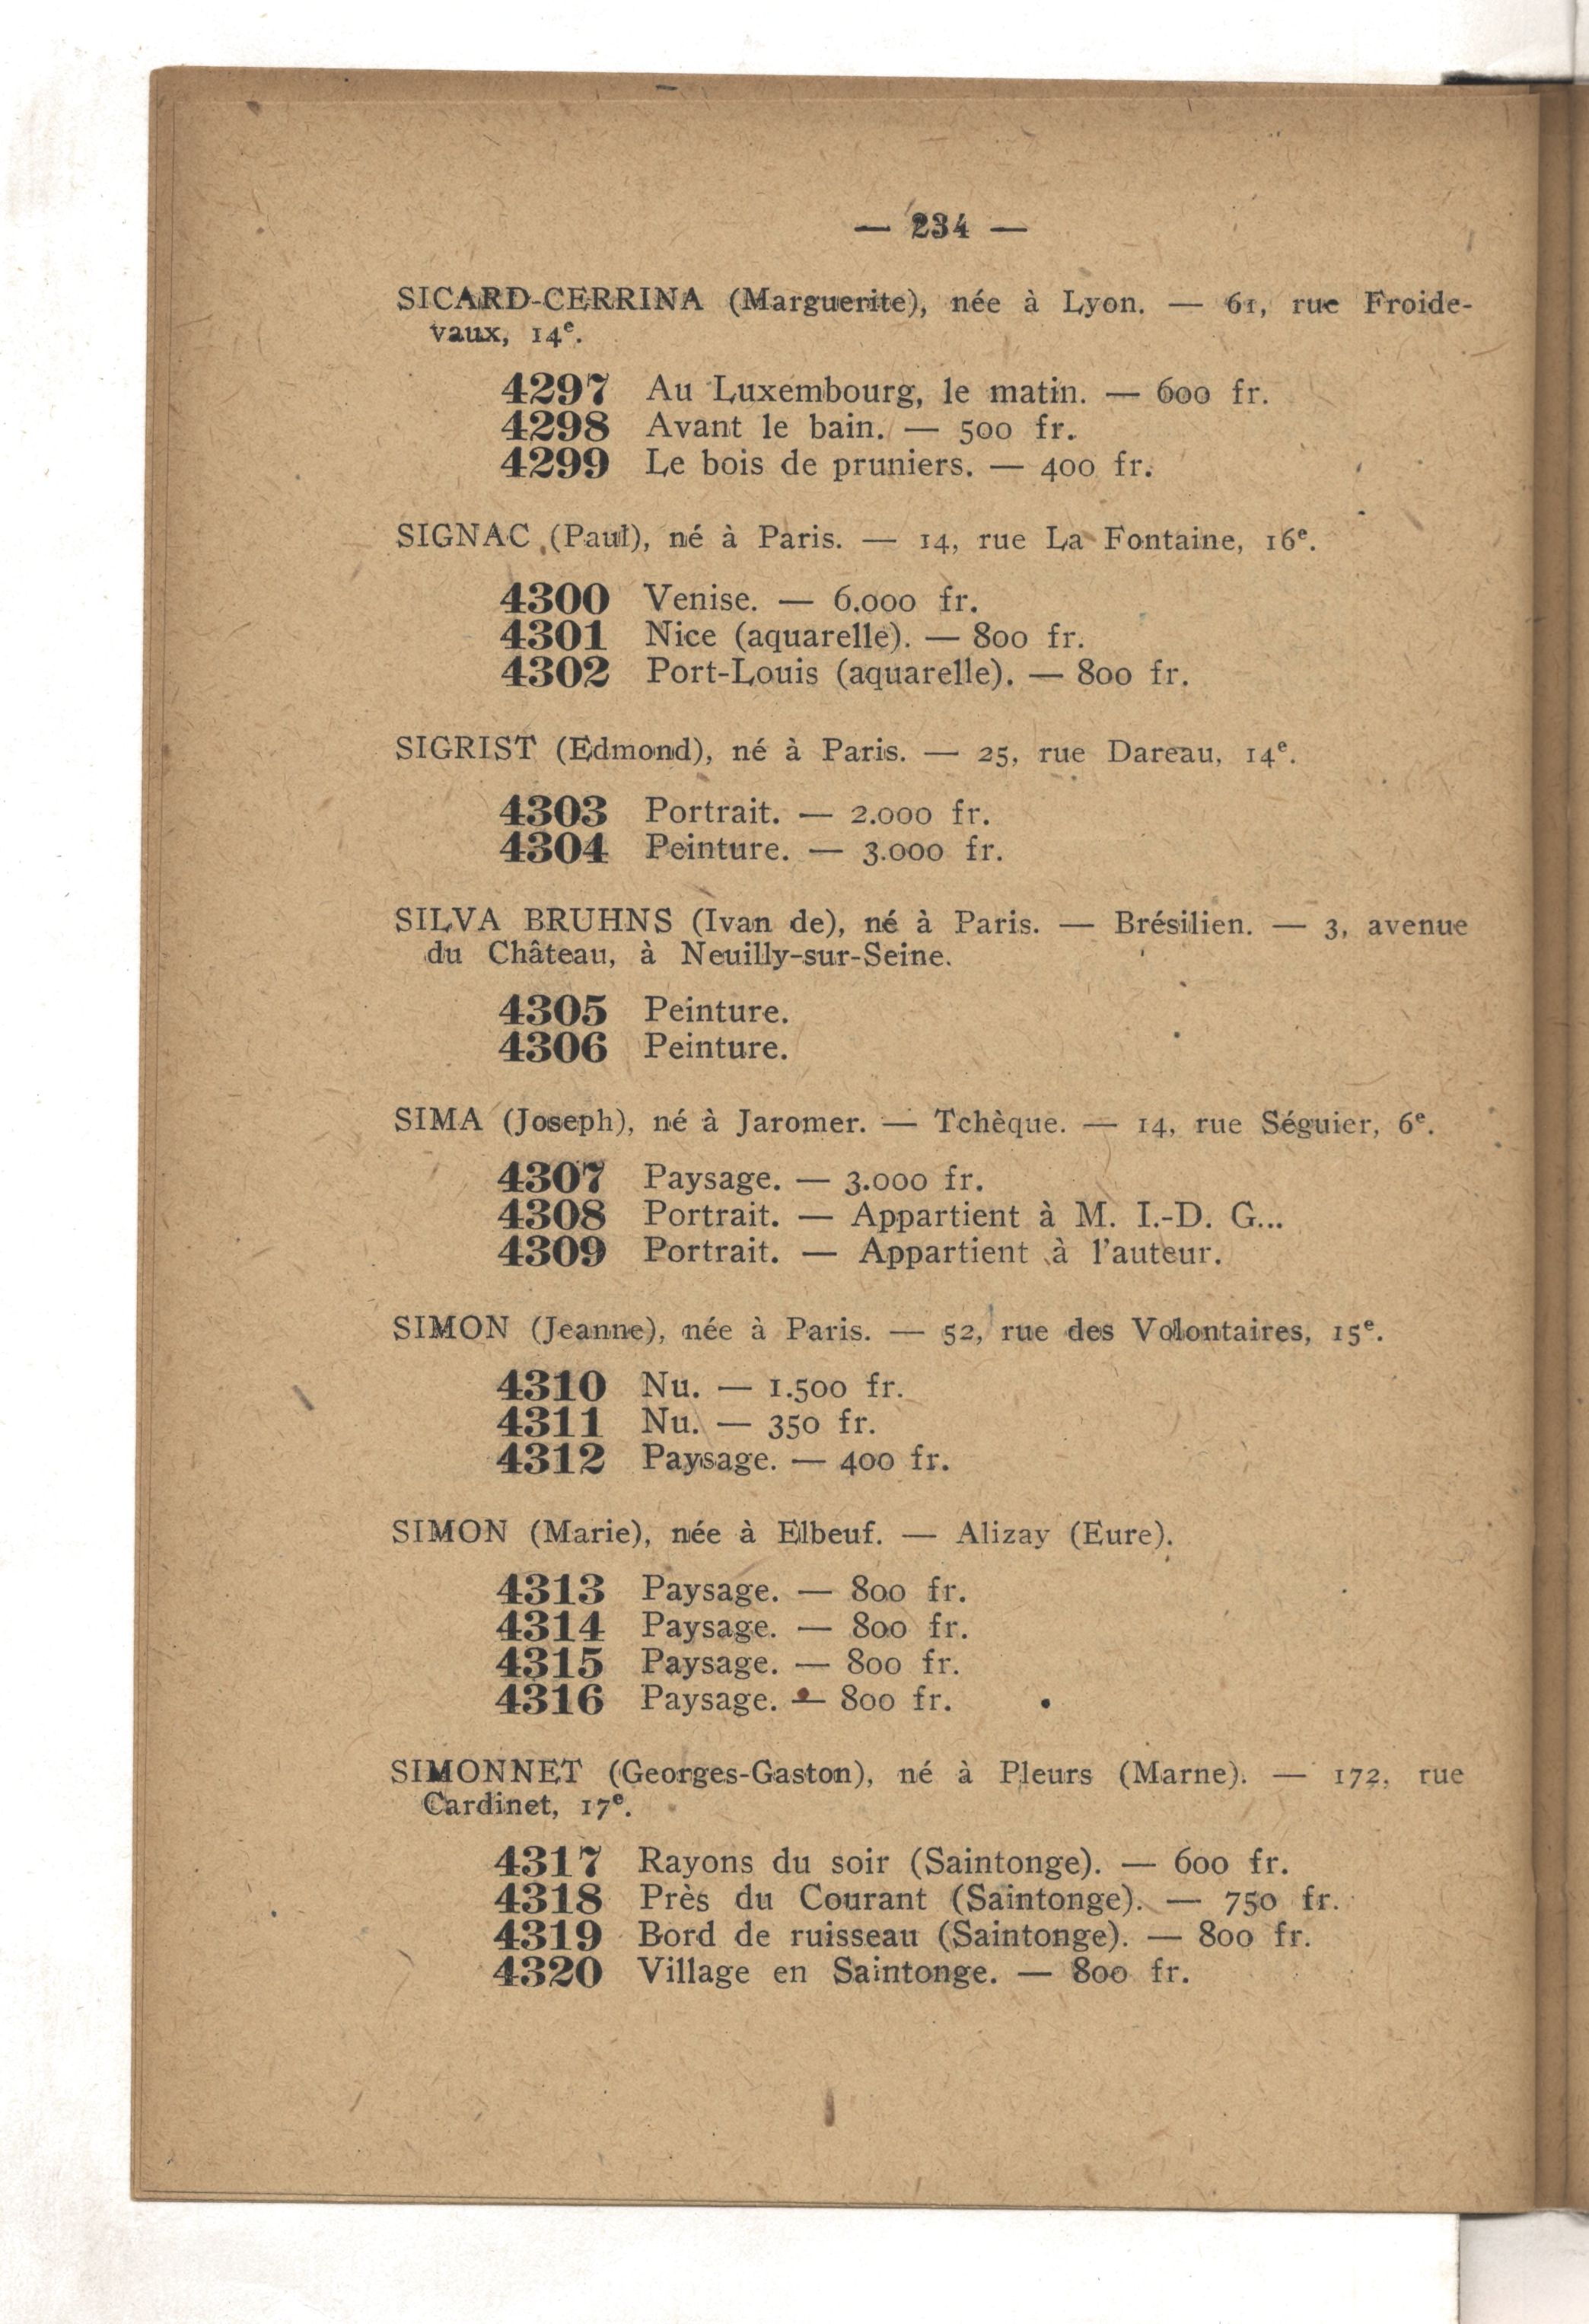 — 234 —
SICARD-CERRINA (Marguerite), née à Lyon. — 61, rue Froide-
vaux, 14e.
4297 Au Luxembourg, le matin. — 600 fr.
4298 Avant le bain. — 500 fr.
4299 Le bois de pruniers. — 400 fr.
SIGNAC (Paul), né à Paris. — 14, rue La Fontaine, 16e.
4300 Venise. — 6.000 fr.
4301 Nice (aquarelle). — 800 fr.
4302 Port-Louis (aquarelle). — 800 fr.
SIGRIST (Edmond), né à Paris. — 25, rue Dareau, 14e.
4303 Portrait. — 2.000 fr.
4304 Peinture. — 3.000 fr.
SILVA BRUHNS (Ivan de), né à Paris. — Brésilien. — 3, avenue
du Château, à Neuilly-sur-Seine.
4305 Peinture.
4306 Peinture.
SIMA (Joseph), né à Jaromer. — Tchèque. — 14, rue Séguier, 6e.
4307 Paysage. — 3.000 fr.
4308 Portrait. — Appartient à M. I.-D. G...
4309 Portrait. — Appartient à l'auteur.
SIMON (Jeanne), née à Paris. — 52, rue des Volontaires, 15e.
4310 Nu. — 1.500 fr.
4311 Nu. — 350 fr.
4312 Paysage. — 400 fr.
SIMON (Marie), née à Elbeuf. — Alizay (Eure).
4313 Paysage. — 800 fr.
4314 Paysage. — 800 fr.
4315 Paysage. — 800 fr.
4316 Paysage. — 800 fr.
SIMONNET (Georges-Gaston), né à Pleurs (Marne). — 172, rue
Cardinet, 17e.
4317 Rayons du soir (Saintonge). — 600 fr.
4318 Près du Courant (Saintonge). — 750 fr.
4319 Bord de ruisseau (Saintonge). — 800 fr.
4320 Village en Saintonge. — 800 fr.